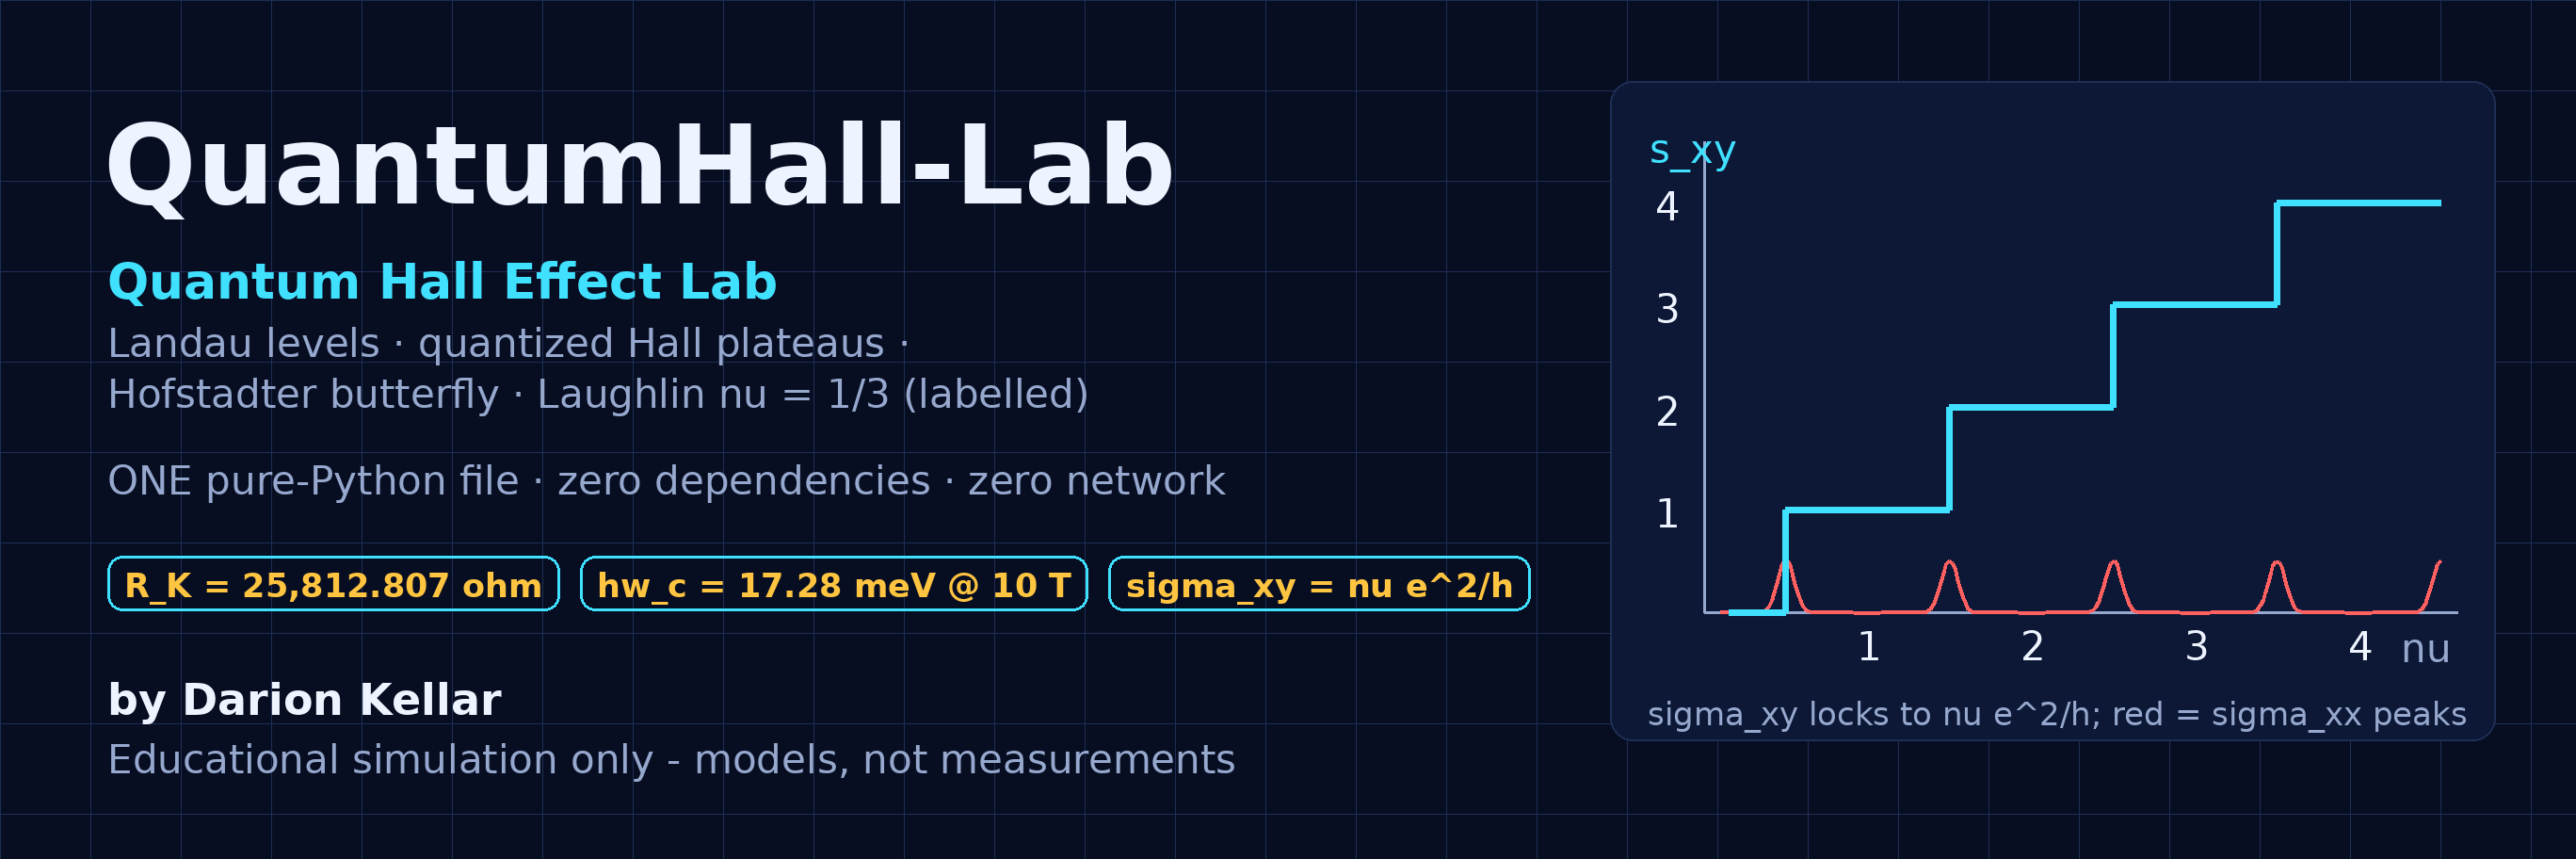 QuantumHall-Lab
Quantum Hall Effect Lab
Landau levels · quantized Hall plateaus ·
Hofstadter butterfly · Laughlin nu = 1/3 (labelled)
ONE pure-Python file · zero dependencies · zero network
R_K = 25,812.807 ohm
hw_c = 17.28 meV @ 10 T
sigma_xy = nu e^2/h
by Darion Kellar
Educational simulation only - models, not measurements
s_xy
4
3
2
1
1 2 3 4 nu
sigma_xy locks to nu e^2/h; red = sigma_xx peaks